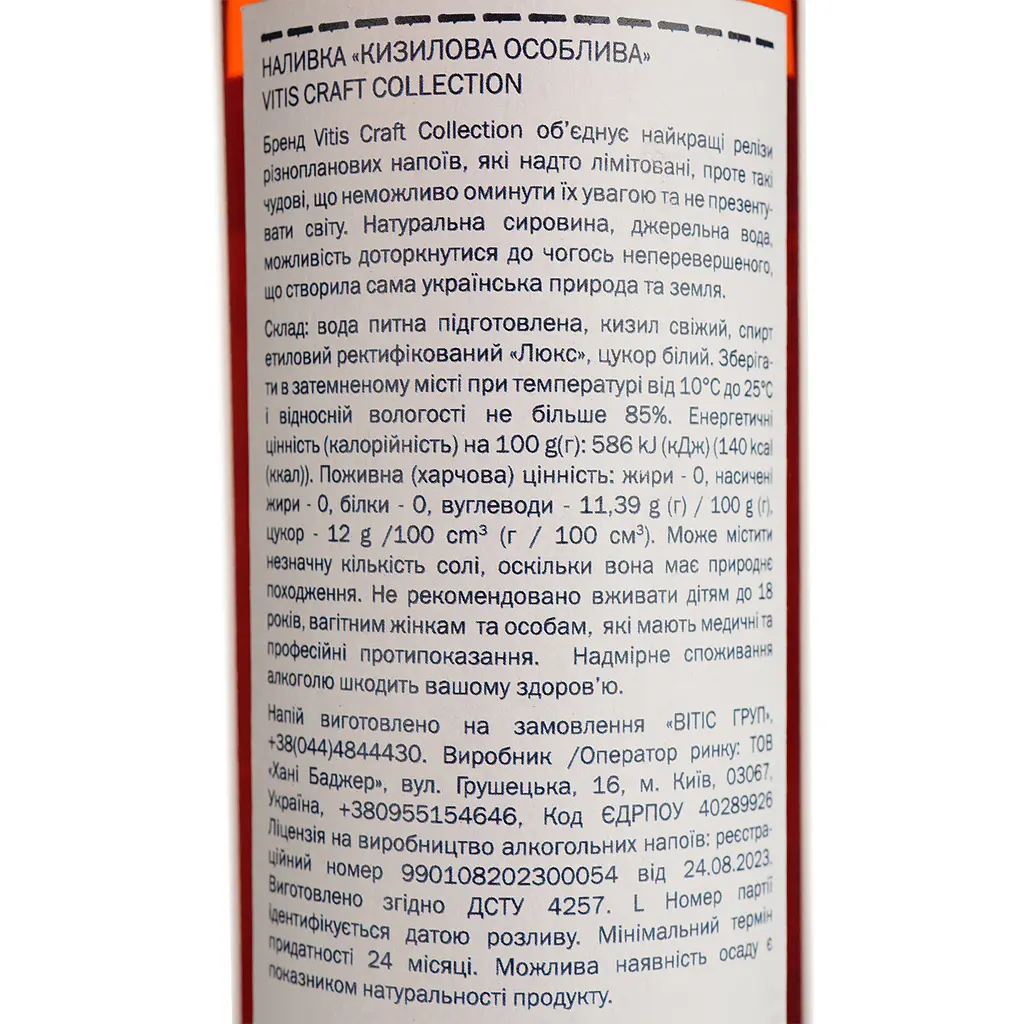 НАЛИВКА «КИЗИЛОВА ОСОБЛИВА»
VITIS CRAFT COLLECTION
Бренд Vitis Craft Collection об’єднує найкращі релізи
різнопланових напоїв, які надто лімітовані, проте такі
чудові, що неможливо оминути їх увагою та не презенту-
вати світу. Натуральна сировина, джерельна вода,
можливість доторкнутися до чогось неперевершеного,
що створила сама українська природа та земля.
Склад: вода питна підготовлена, кизил свіжий, спирт
етиловий ректифікований «Люкс», цукор білий. Зберіга-
ти в затемненому місті при температурі від 10°С до 25°С
і відносній вологості не більше 85%. Енергетичні
цінність (калорійність) на 100 g(г): 586 kJ (кДж) (140 kcal
(ккал)). Поживна (харчова) цінність: жири - 0, насичені
жири - 0, білки - 0, вуглеводи - 11,39 g (г) / 100 g (г),
цукор - 12 g /100 cm³ (г / 100 см³). Може містити
незначну кількість солі, оскільки вона має природнє
походження. Не рекомендовано вживати дітям до 18
років, вагітним жінкам та особам, які мають медичні та
професійні протипоказання. Надмірне споживання
алкоголю шкодить вашому здоров’ю.
Напій виготовлено на замовлення «ВІТІС ГРУП»,
+38(044)4844430. Виробник /Оператор ринку: ТОВ
«Хані Баджер», вул. Грушецька, 16, м. Київ, 03067,
Україна, +380955154646, Код ЄДРПОУ 40289926
Ліцензія на виробництво алкогольних напоїв: реєстра-
ційний номер 990108202300054 від 24.08.2023.
Виготовлено згідно ДСТУ 4257. L Номер партії
ідентифікується датою розливу. Мінімальний термін
придатності 24 місяці. Можлива наявність осаду є
показником натуральності продукту.